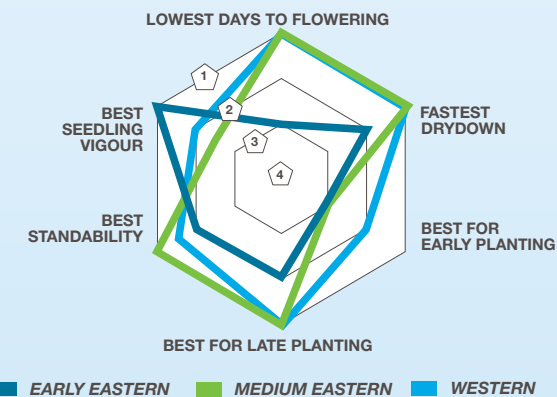 LOWEST DAYS TO FLOWERING
1
2
3
4
BEST
SEEDLING
VIGOUR
FASTEST
DRYDOWN
BEST
STANDABILITY
BEST FOR
EARLY PLANTING
BEST FOR LATE PLANTING
EARLY EASTERN
MEDIUM EASTERN
WESTERN